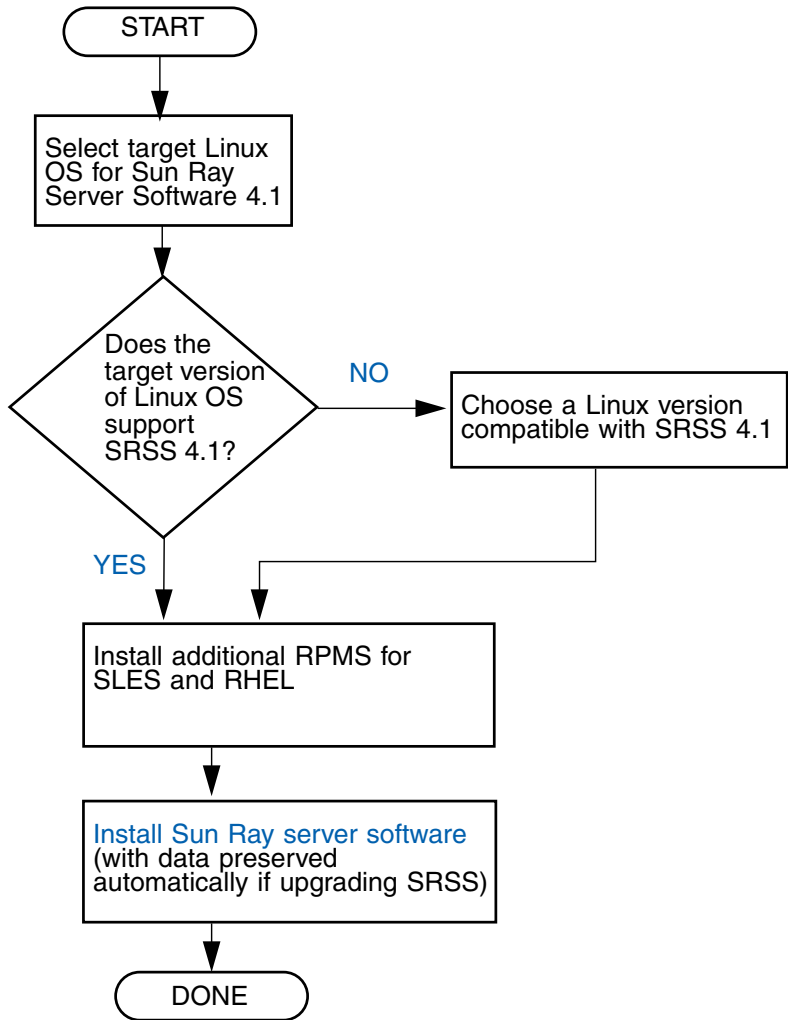 START
Select target Linux
OS for Sun Ray
Server Software 4.1
Does the
target version
of Linux OS
support
SRSS 4.1?
NO
Choose a Linux version
compatible with SRSS 4.1
YES
Install additional RPMS for
SLES and RHEL
Install Sun Ray server software
(with data preserved
automatically if upgrading SRSS)
DONE